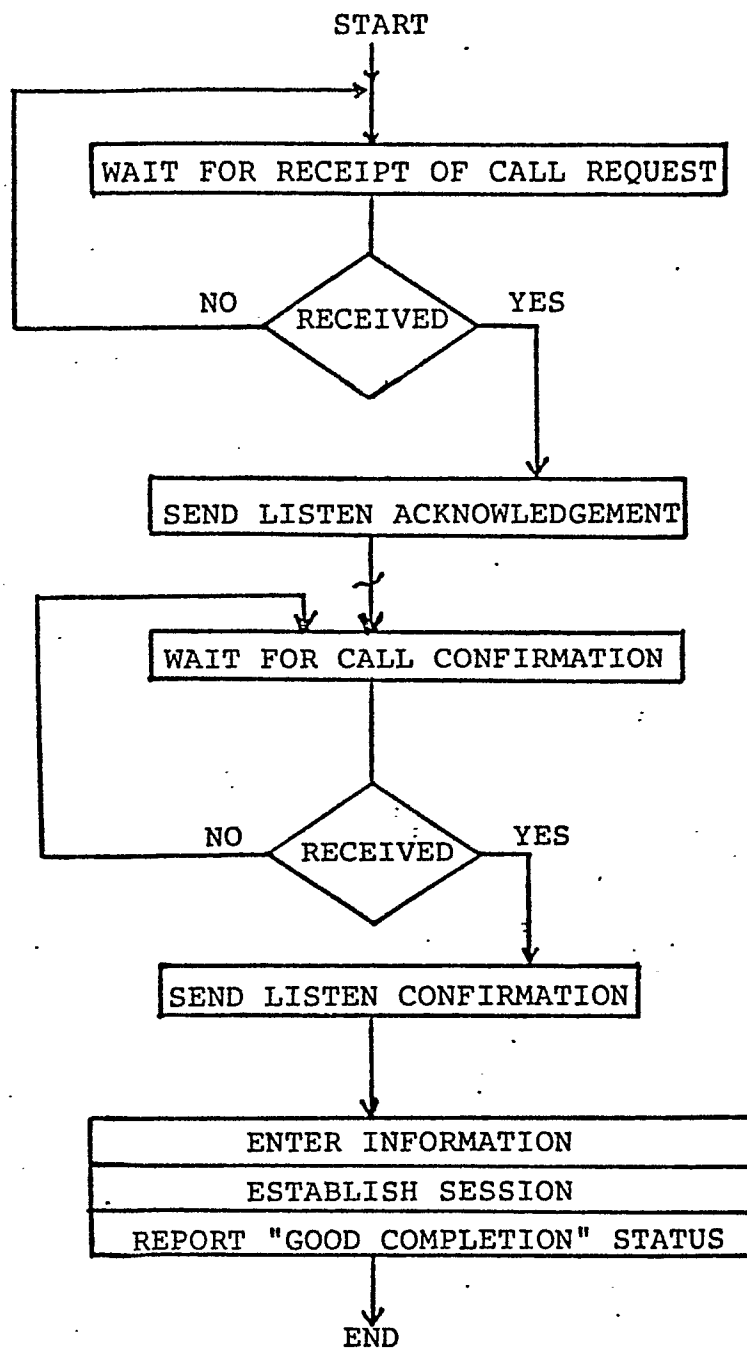 START
WAIT FOR RECEIPT OF CALL REQUEST
NO
RECEIVED
YES
SEND LISTEN ACKNOWLEDGEMENT
WAIT FOR CALL CONFIRMATION
NO
RECEIVED
YES
SEND LISTEN CONFIRMATION
ENTER INFORMATION
ESTABLISH SESSION
REPORT "GOOD COMPLETION" STATUS
END